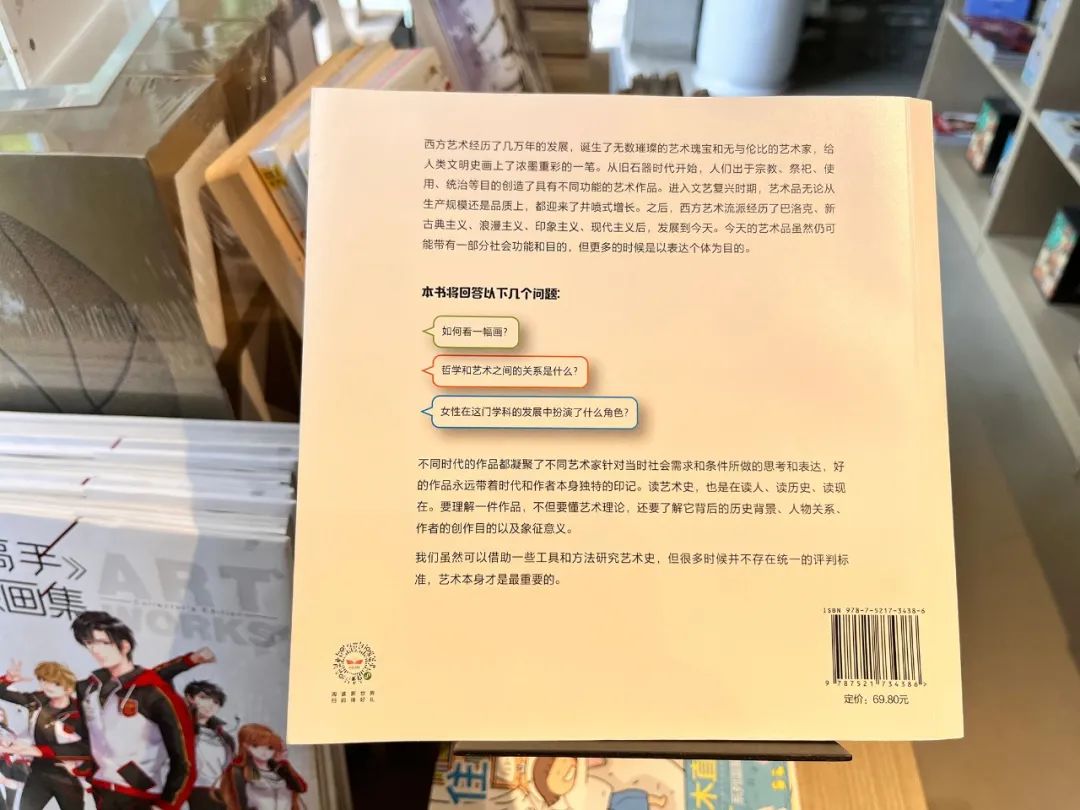 西方艺术经历了几万年的发展，诞生了无数璀璨的艺术瑰宝和无与伦比的艺术家，给
人类文明史画上了浓墨重彩的一笔。从旧石器时代开始，人们出于宗教、祭祀、使
用、统治等目的创造了具有不同功能的艺术作品。进入文艺复兴时期，艺术品无论从
生产规模还是品质上，都迎来了井喷式增长。之后，西方艺术流派经历了巴洛克、新
古典主义、浪漫主义、印象主义、现代主义后，发展到今天。今天的艺术品虽然仍可
能带有一部分社会功能和目的，但更多的时候是以表达个体为目的。
本书将回答以下几个问题：
如何看一幅画？
哲学和艺术之间的关系是什么？
女性在这门学科的发展中扮演了什么角色？
不同时代的作品都凝聚了不同艺术家针对当时社会需求和条件所做的思考和表达，好
的作品永远带着时代和作者本身独特的印记。读艺术史，也是在读人、读历史、读现
在。要理解一件作品，不但要懂艺术理论，还要了解它背后的历史背景、人物关系、
作者的创作目的以及象征意义。
我们虽然可以借助一些工具和方法研究艺术史，但很多时候并不存在统一的评判标
准，艺术本身才是最重要的。
ISBN 978-7-5217-3438-6
9 787521 734386 >
定价：69.80元
高手》
画集
ART
Collector's Edition
WORKS
住
木直
系列